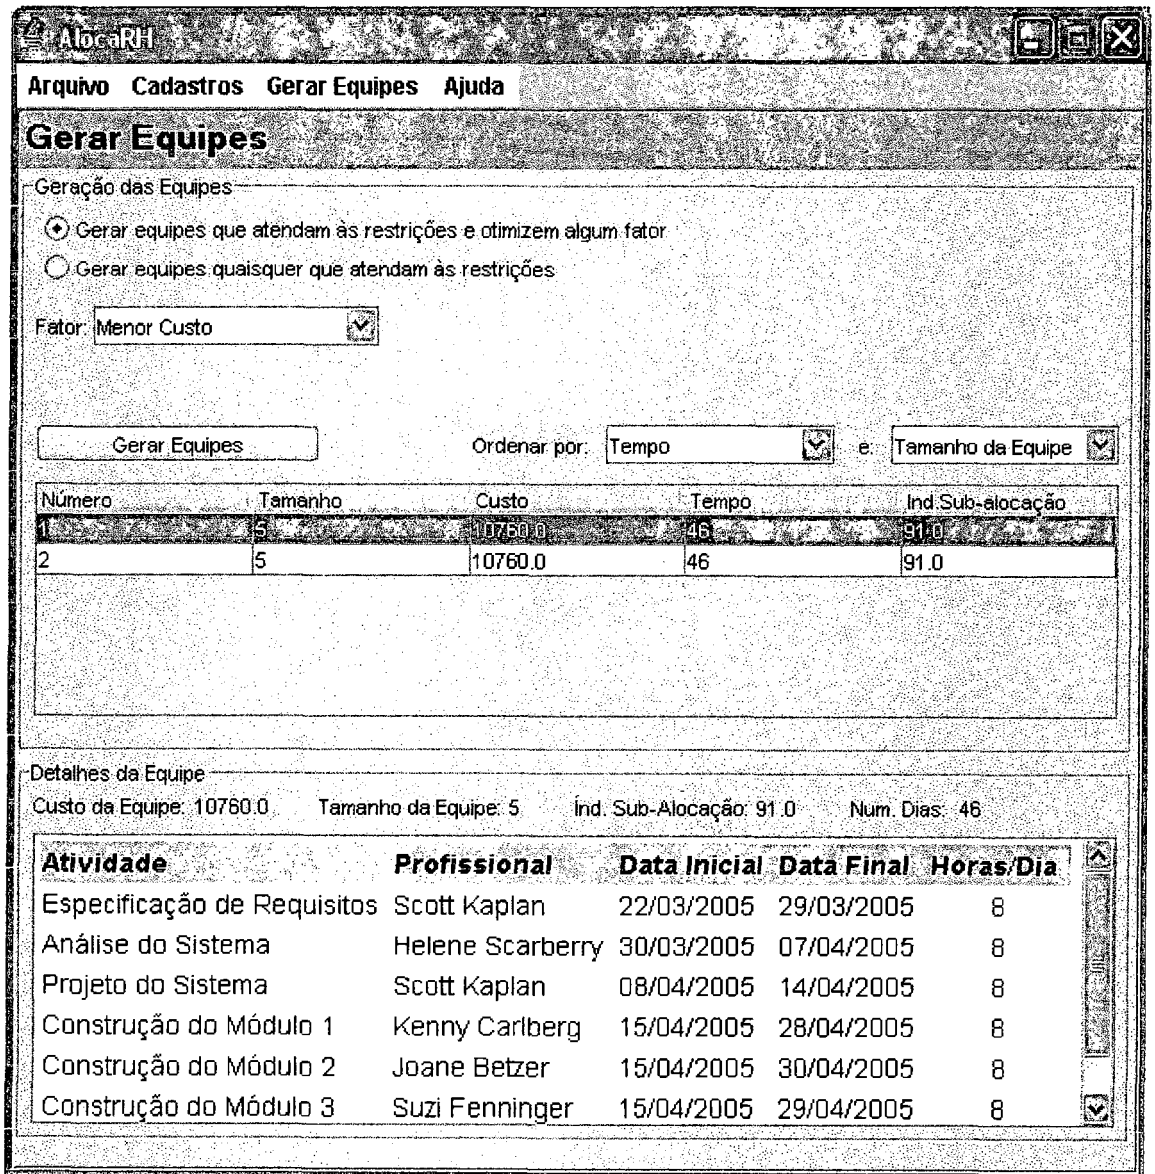 AlocaRH
Arquivo Cadastros Gerar Equipes Ajuda
Gerar Equipes
Geração das Equipes
Gerar equipes que atendam às restrições e otimizem algum fator
Gerar equipes quaisquer que atendam às restrições
Fator: Menor Custo
Gerar Equipes Ordenar por: Tempo e: Tamanho da Equipe
Número Tamanho Custo Tempo Ind.Sub-alocação
1 5 10760.0 46 91.0
2 5 10760.0 46 91.0
Detalhes da Equipe
Custo da Equipe: 10760.0 Tamanho da Equipe: 5 Índ. Sub-Alocação: 91.0 Num. Dias: 46
Atividade Profissional Data Inicial Data Final Horas/Dia
Especificação de Requisitos Scott Kaplan 22/03/2005 29/03/2005 8
Análise do Sistema Helene Scarberry 30/03/2005 07/04/2005 8
Projeto do Sistema Scott Kaplan 08/04/2005 14/04/2005 8
Construção do Módulo 1 Kenny Carlberg 15/04/2005 28/04/2005 8
Construção do Módulo 2 Joane Betzer 15/04/2005 30/04/2005 8
Construção do Módulo 3 Suzi Fenninger 15/04/2005 29/04/2005 8